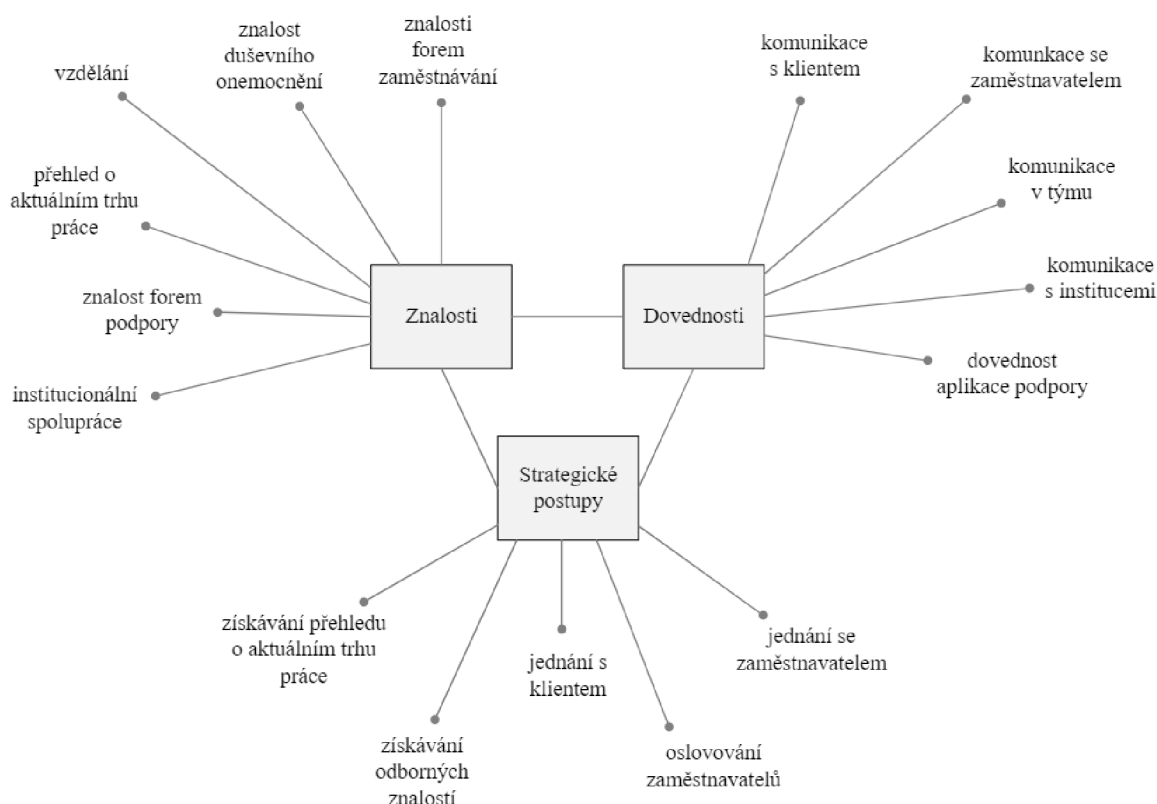 znalosti
forem
zaměstnávání
znalost
duševního
onemocnění
vzdělání
přehled o
aktuálním trhu
práce
znalost forem
podpory
institucionální
spolupráce
Znalosti
komunikace
s klientem
komunkace se
zaměstnavatelem
komunikace
v týmu
komunikace
s institucemi
dovednost
aplikace podpory
Dovednosti
Strategické
postupy
získávání přehledu
o aktuálním trhu
práce
získávání
odborných
znalostí
jednání s
klientem
oslovování
zaměstnavatelů
jednání se
zaměstnavatelem